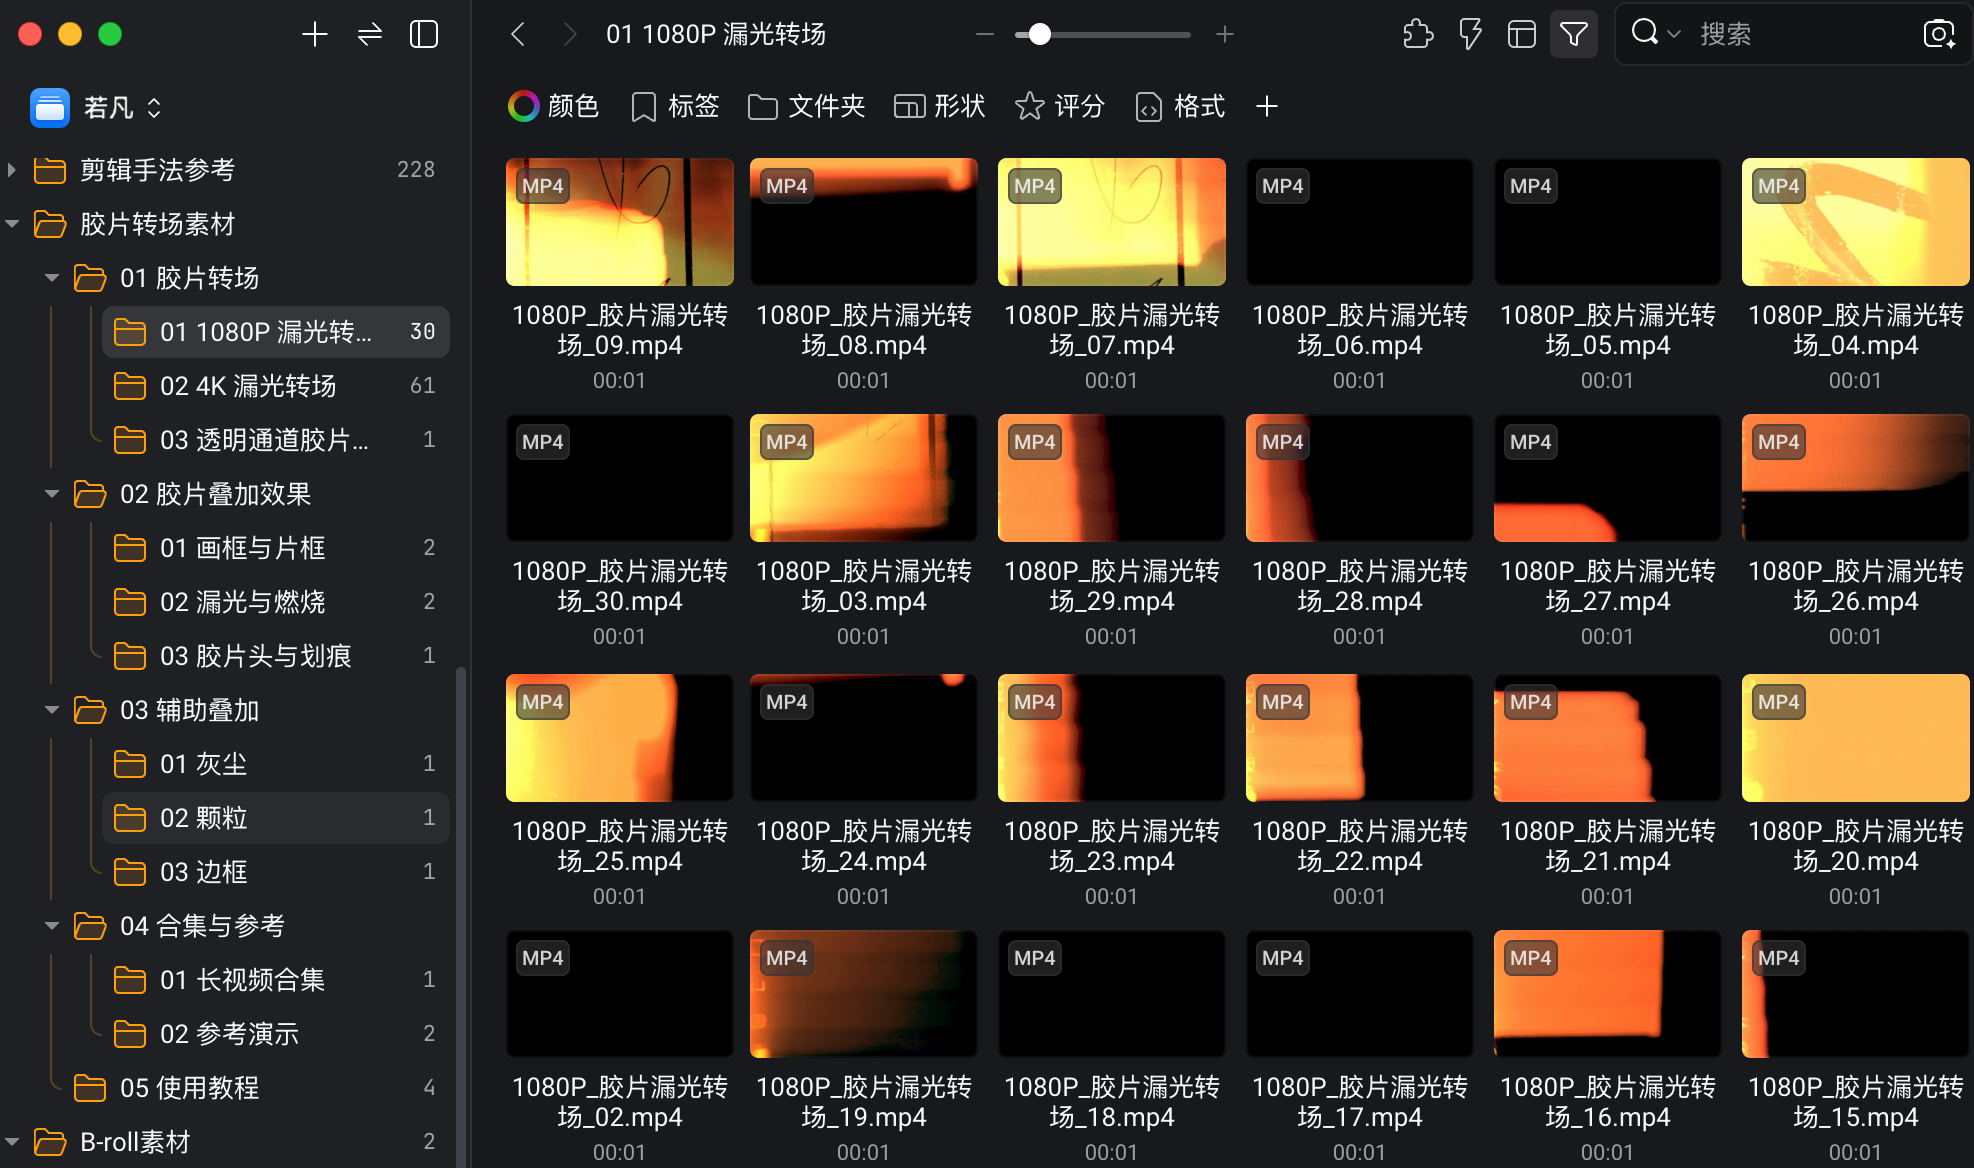 01 1080P 漏光转场
搜索
若凡
颜色
标签
文件夹
形状
评分
格式
剪辑手法参考 228
胶片转场素材
01 胶片转场
01 1080P 漏光转... 30
02 4K 漏光转场 61
03 透明通道胶片... 1
02 胶片叠加效果
01 画框与片框 2
02 漏光与燃烧 2
03 胶片头与划痕 1
03 辅助叠加
01 灰尘 1
02 颗粒 1
03 边框 1
04 合集与参考
01 长视频合集 1
02 参考演示 2
05 使用教程 4
B-roll素材 2
MP4
1080P_胶片漏光转
场_09.mp4
00:01
MP4
1080P_胶片漏光转
场_08.mp4
00:01
MP4
1080P_胶片漏光转
场_07.mp4
00:01
MP4
1080P_胶片漏光转
场_06.mp4
00:01
MP4
1080P_胶片漏光转
场_05.mp4
00:01
MP4
1080P_胶片漏光转
场_04.mp4
00:01
MP4
1080P_胶片漏光转
场_30.mp4
00:01
MP4
1080P_胶片漏光转
场_03.mp4
00:01
MP4
1080P_胶片漏光转
场_29.mp4
00:01
MP4
1080P_胶片漏光转
场_28.mp4
00:01
MP4
1080P_胶片漏光转
场_27.mp4
00:01
MP4
1080P_胶片漏光转
场_26.mp4
00:01
MP4
1080P_胶片漏光转
场_25.mp4
00:01
MP4
1080P_胶片漏光转
场_24.mp4
00:01
MP4
1080P_胶片漏光转
场_23.mp4
00:01
MP4
1080P_胶片漏光转
场_22.mp4
00:01
MP4
1080P_胶片漏光转
场_21.mp4
00:01
MP4
1080P_胶片漏光转
场_20.mp4
00:01
MP4
1080P_胶片漏光转
场_02.mp4
00:01
MP4
1080P_胶片漏光转
场_19.mp4
00:01
MP4
1080P_胶片漏光转
场_18.mp4
00:01
MP4
1080P_胶片漏光转
场_17.mp4
00:01
MP4
1080P_胶片漏光转
场_16.mp4
00:01
MP4
1080P_胶片漏光转
场_15.mp4
00:01